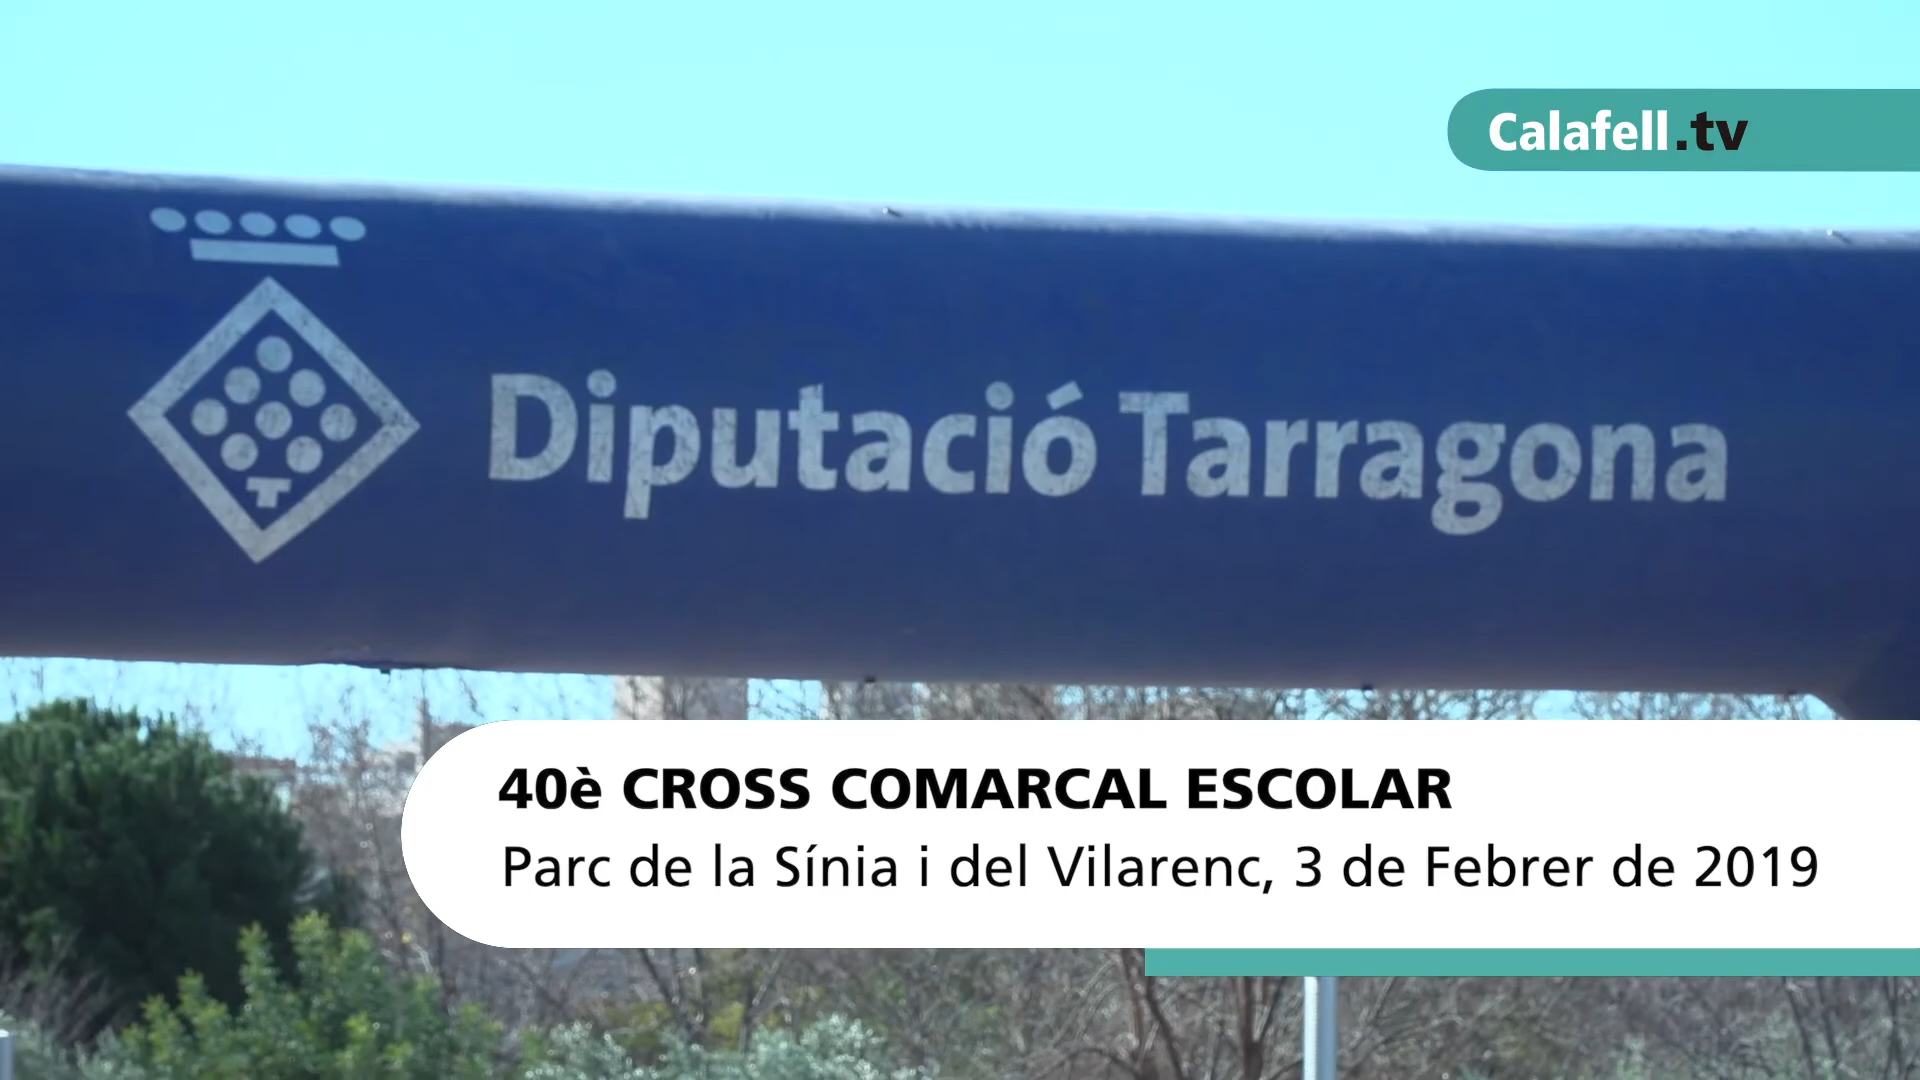 Calafell.tv
Diputació Tarragona
40è CROSS COMARCAL ESCOLAR
Parc de la Sínia i del Vilarenc, 3 de Febrer de 2019